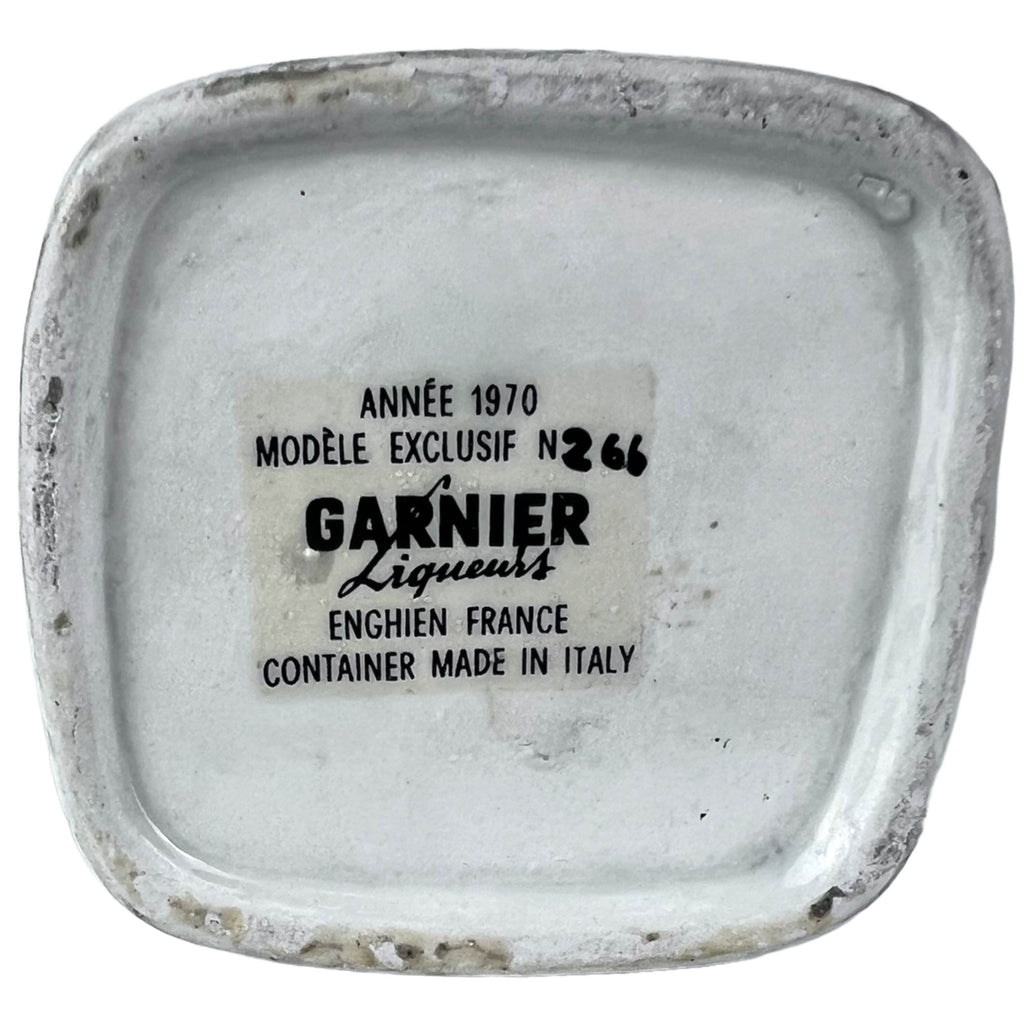 ANNÉE 1970
MODÈLE EXCLUSIF N266
GARNIER
Liqueurs
ENGHIEN FRANCE
CONTAINER MADE IN ITALY